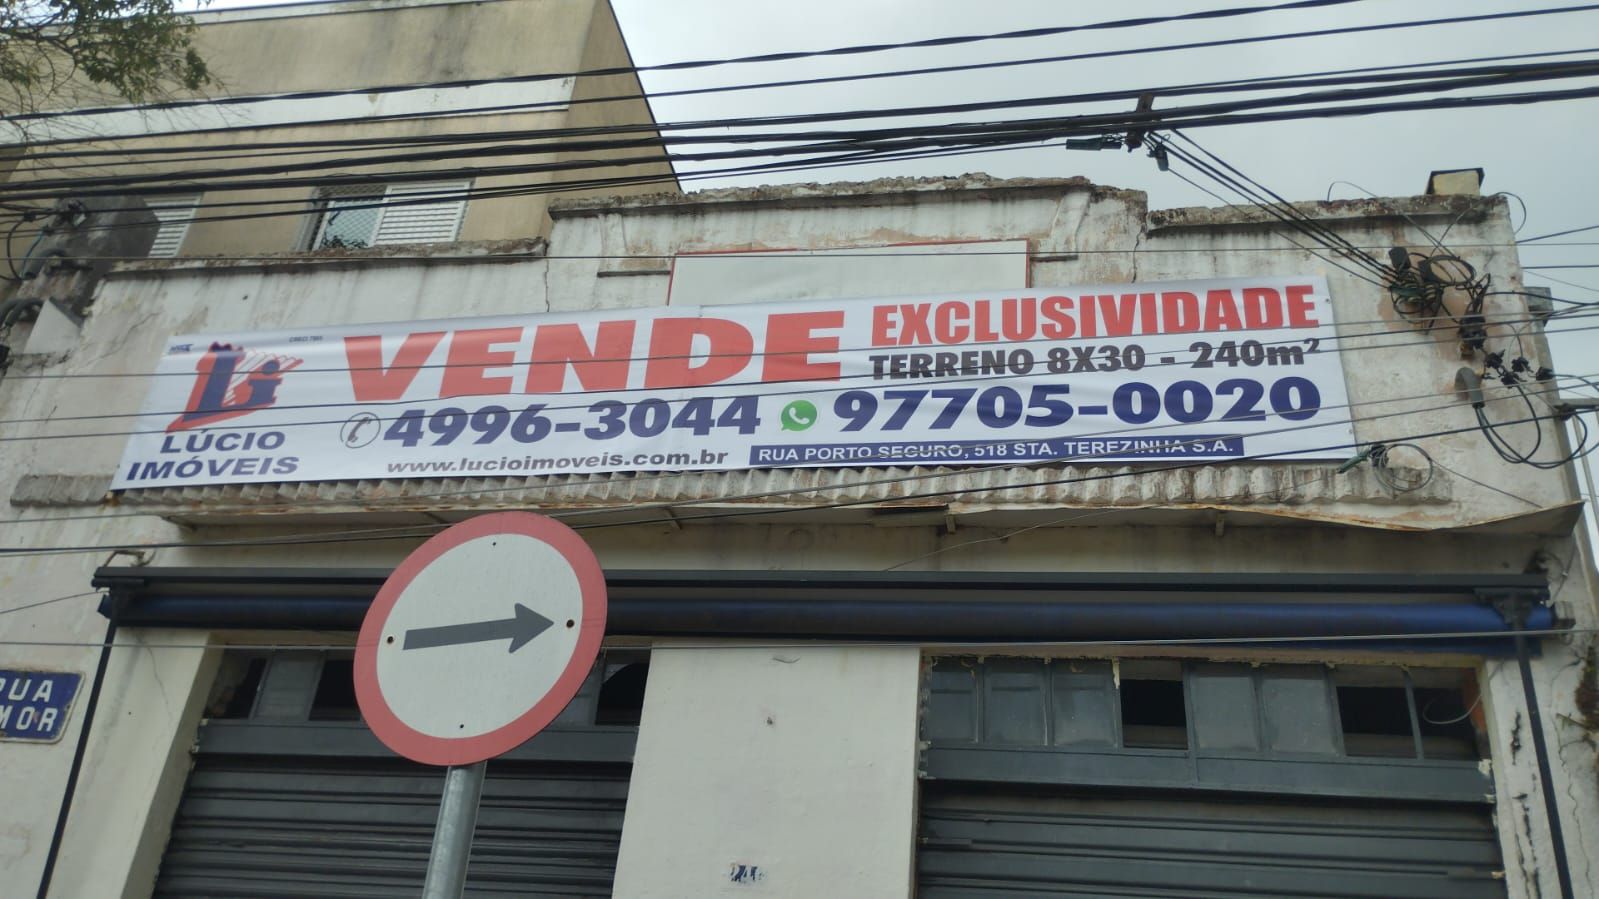 VENDE
EXCLUSIVIDADE
TERRENO 8X30 - 240m²
4996-3044 97705-0020
Li
LÚCIO
IMÓVEIS
www.lucioimoveis.com.br
RUA PORTO SEGURO, 518 STA. TEREZINHA S.A.
RUA
MOR